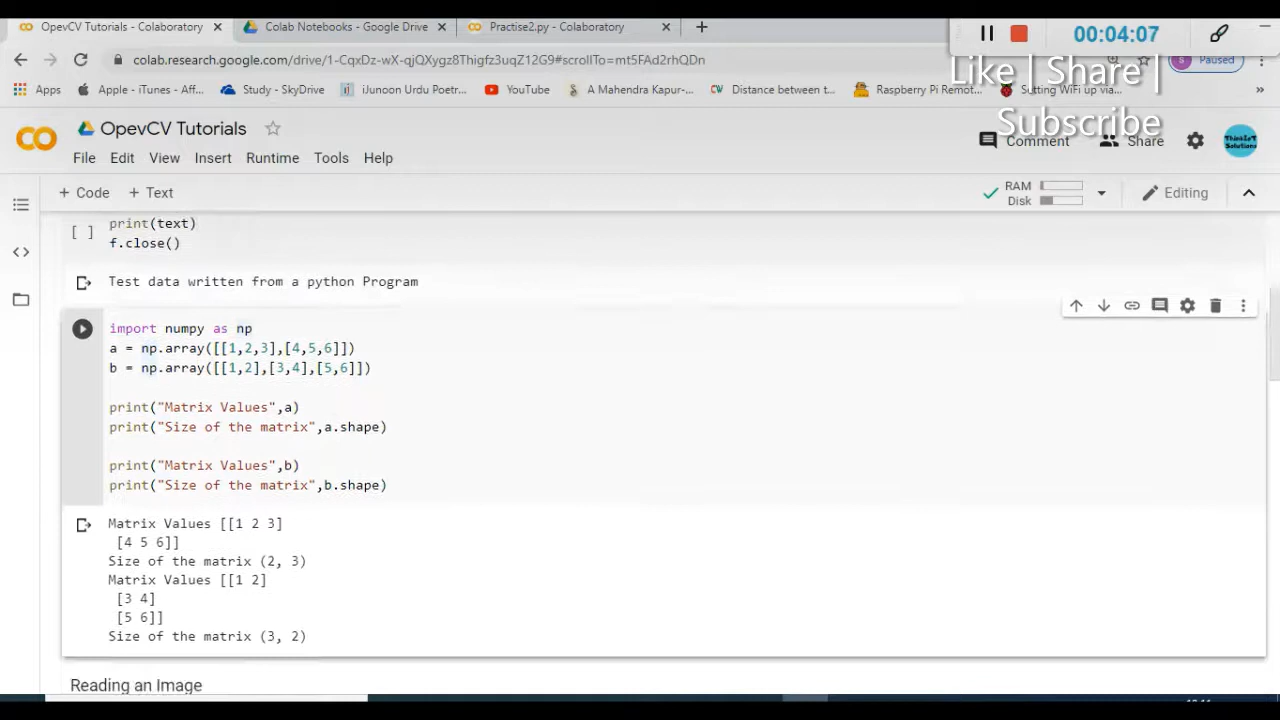 OpevCV Tutorials - Colaboratory
Colab Notebooks - Google Drive
Practise2.py - Colaboratory
00:04:07
colab.research.google.com/drive/1-CqxDz-wX-qjQXygz8Thigfz3uqZ12G9#scrollTo=mt5FAd2rhQDn
S Paused
Like | Share |
Subscribe
Apps
Apple - iTunes - Aff...
Study - SkyDrive
iJunoon Urdu Poetr...
YouTube
A Mahendra Kapur-...
Distance between t...
Raspberry Pi Remot...
Setting WiFi up via...
»
CO
OpevCV Tutorials
Comment
Share
ThinkIoT
Solutions
File Edit View Insert Runtime Tools Help
+ Code + Text
RAM
Disk
Editing
print(text)
[ ]
f.close()
Test data written from a python Program
import numpy as np
a = np.array([[1,2,3],[4,5,6]])
b = np.array([[1,2],[3,4],[5,6]])
print("Matrix Values",a)
print("Size of the matrix",a.shape)
print("Matrix Values",b)
print("Size of the matrix",b.shape)
Matrix Values [[1 2 3]
[4 5 6]]
Size of the matrix (2, 3)
Matrix Values [[1 2]
[3 4]
[5 6]]
Size of the matrix (3, 2)
Reading an Image